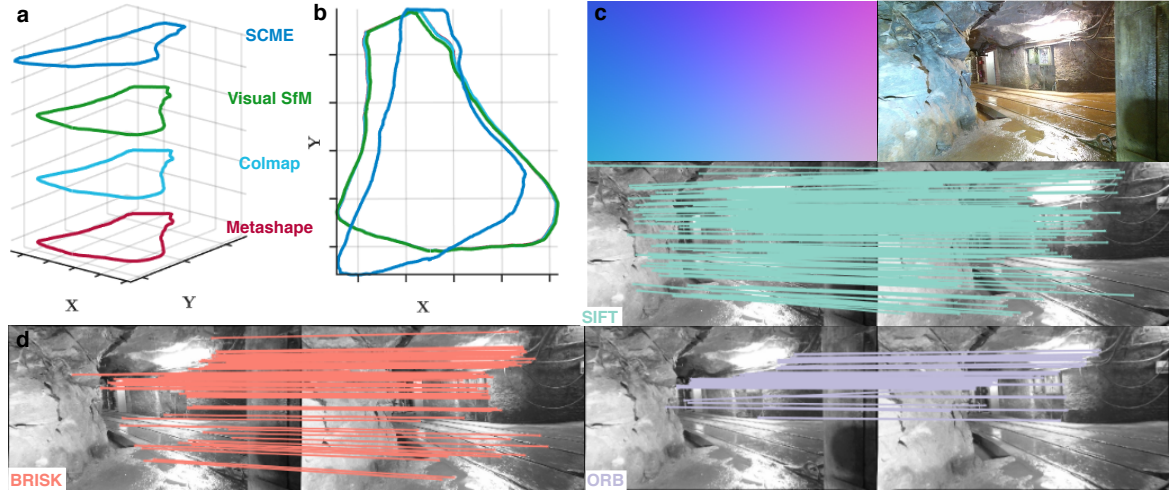 a
SCME
Visual SfM
Colmap
Metashape
X
Y
b
Y
X
c
SIFT
d
BRISK
ORB